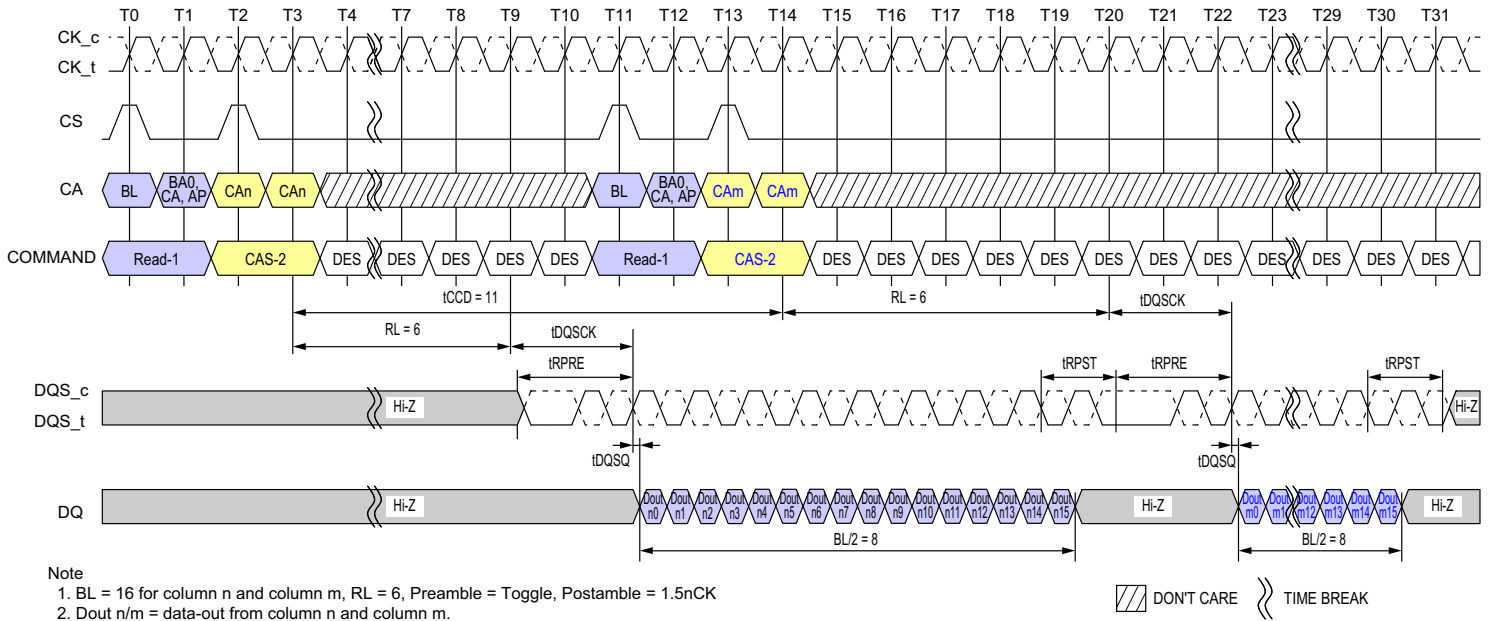 T0 T1 T2 T3 T4 T7 T8 T9 T10 T11 T12 T13 T14 T15 T16 T17 T18 T19 T20 T21 T22 T23 T29 T30 T31
CK_c
CK_t
CS
CA BL BA0, CA, AP CAn CAn BL BA0, CA, AP CAm CAm
COMMAND Read-1 CAS-2 DES DES DES DES DES Read-1 CAS-2 DES DES DES DES DES DES DES DES DES DES DES DES
tCCD = 11 RL = 6 tDQSCK
RL = 6 tDQSCK
tRPRE tRPST tRPRE tRPST
DQS_c
DQS_t
Hi-Z Hi-Z
tDQSQ tDQSQ
DQ Hi-Z Dout n0 Dout n1 Dout n2 Dout n3 Dout n4 Dout n5 Dout n6 Dout n7 Dout n8 Dout n9 Dout n10 Dout n11 Dout n12 Dout n13 Dout n14 Dout n15 Hi-Z Dout m0 Dout m1 Dout m12 Dout m13 Dout m14 Dout m15 Hi-Z
BL/2 = 8 BL/2 = 8
Note
1. BL = 16 for column n and column m, RL = 6, Preamble = Toggle, Postamble = 1.5nCK
2. Dout n/m = data-out from column n and column m.
DON'T CARE TIME BREAK